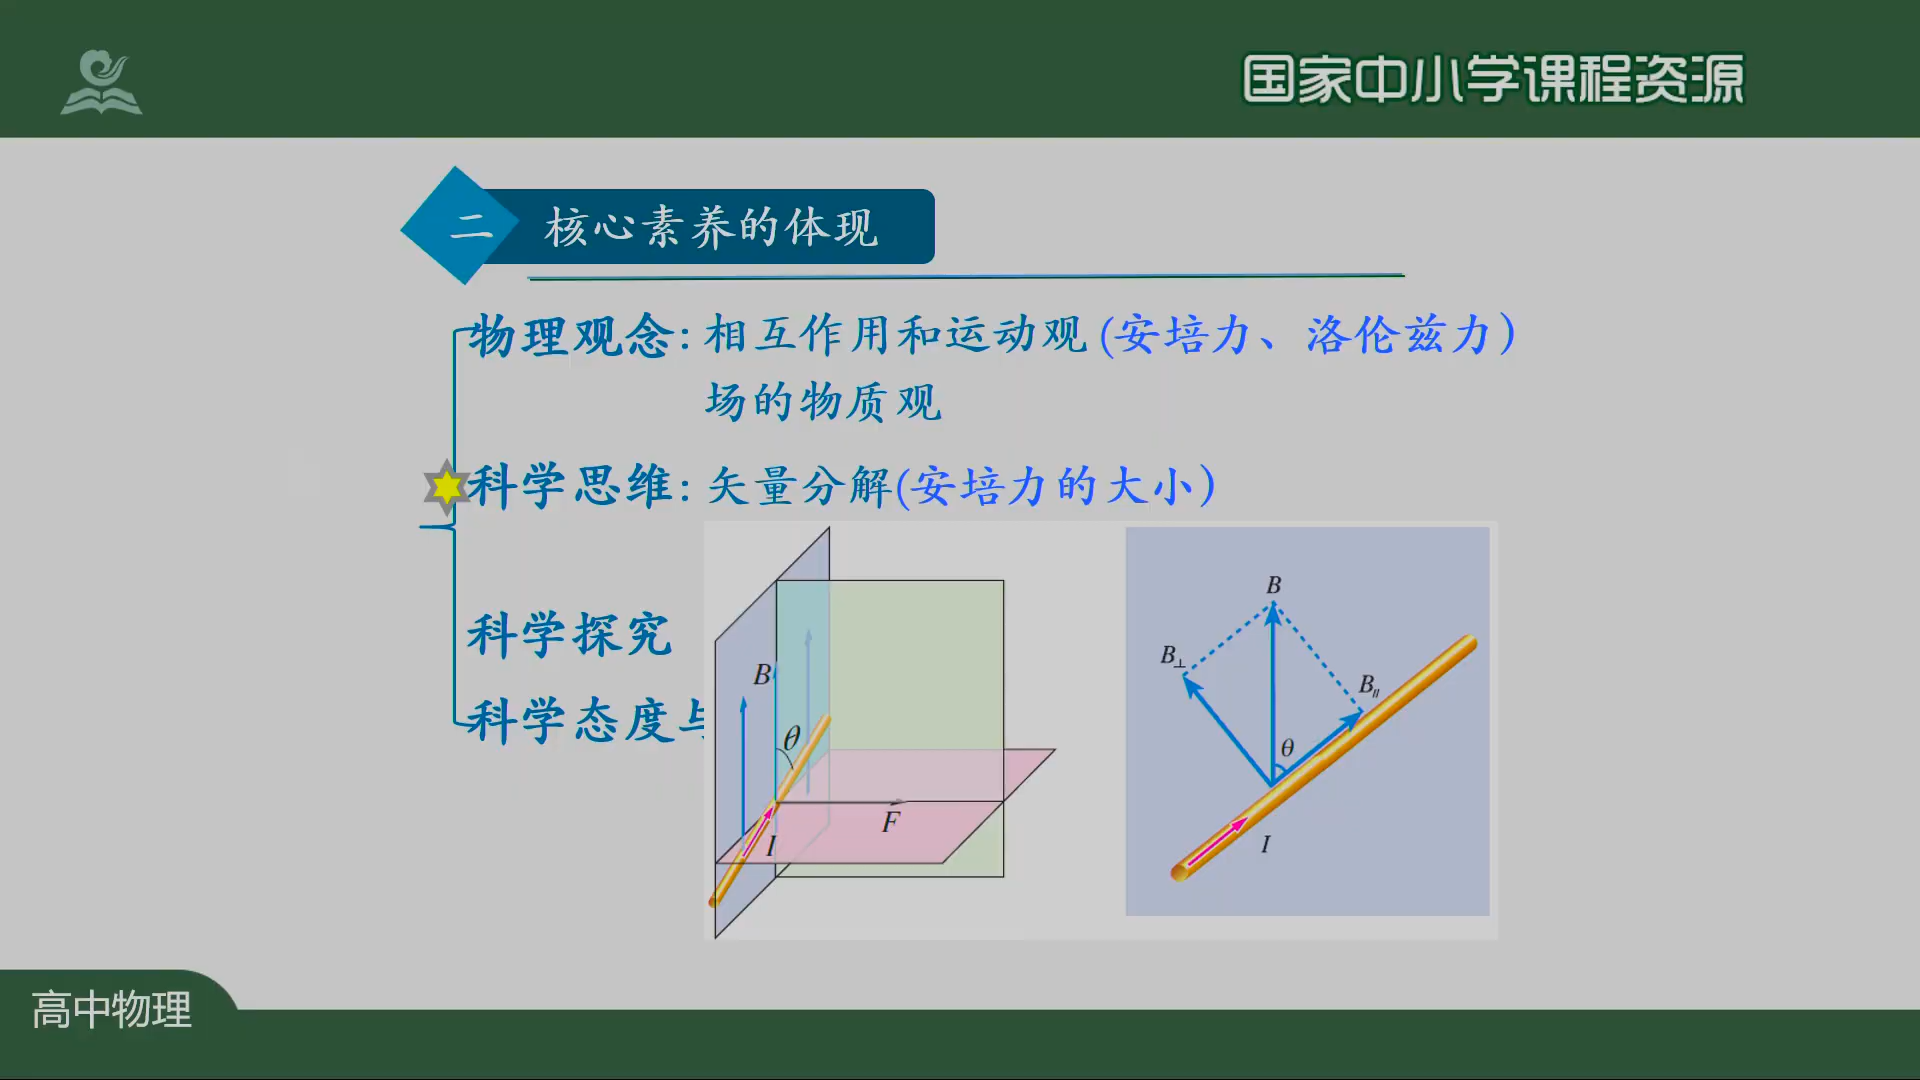 国家中小学课程资源
二 核心素养的体现
物理观念: 相互作用和运动观(安培力、洛伦兹力)
场的物质观
科学思维: 矢量分解(安培力的大小)
科学探究
科学态度与
B
θ
F
I
B
B⊥
B∥
θ
I
高中物理